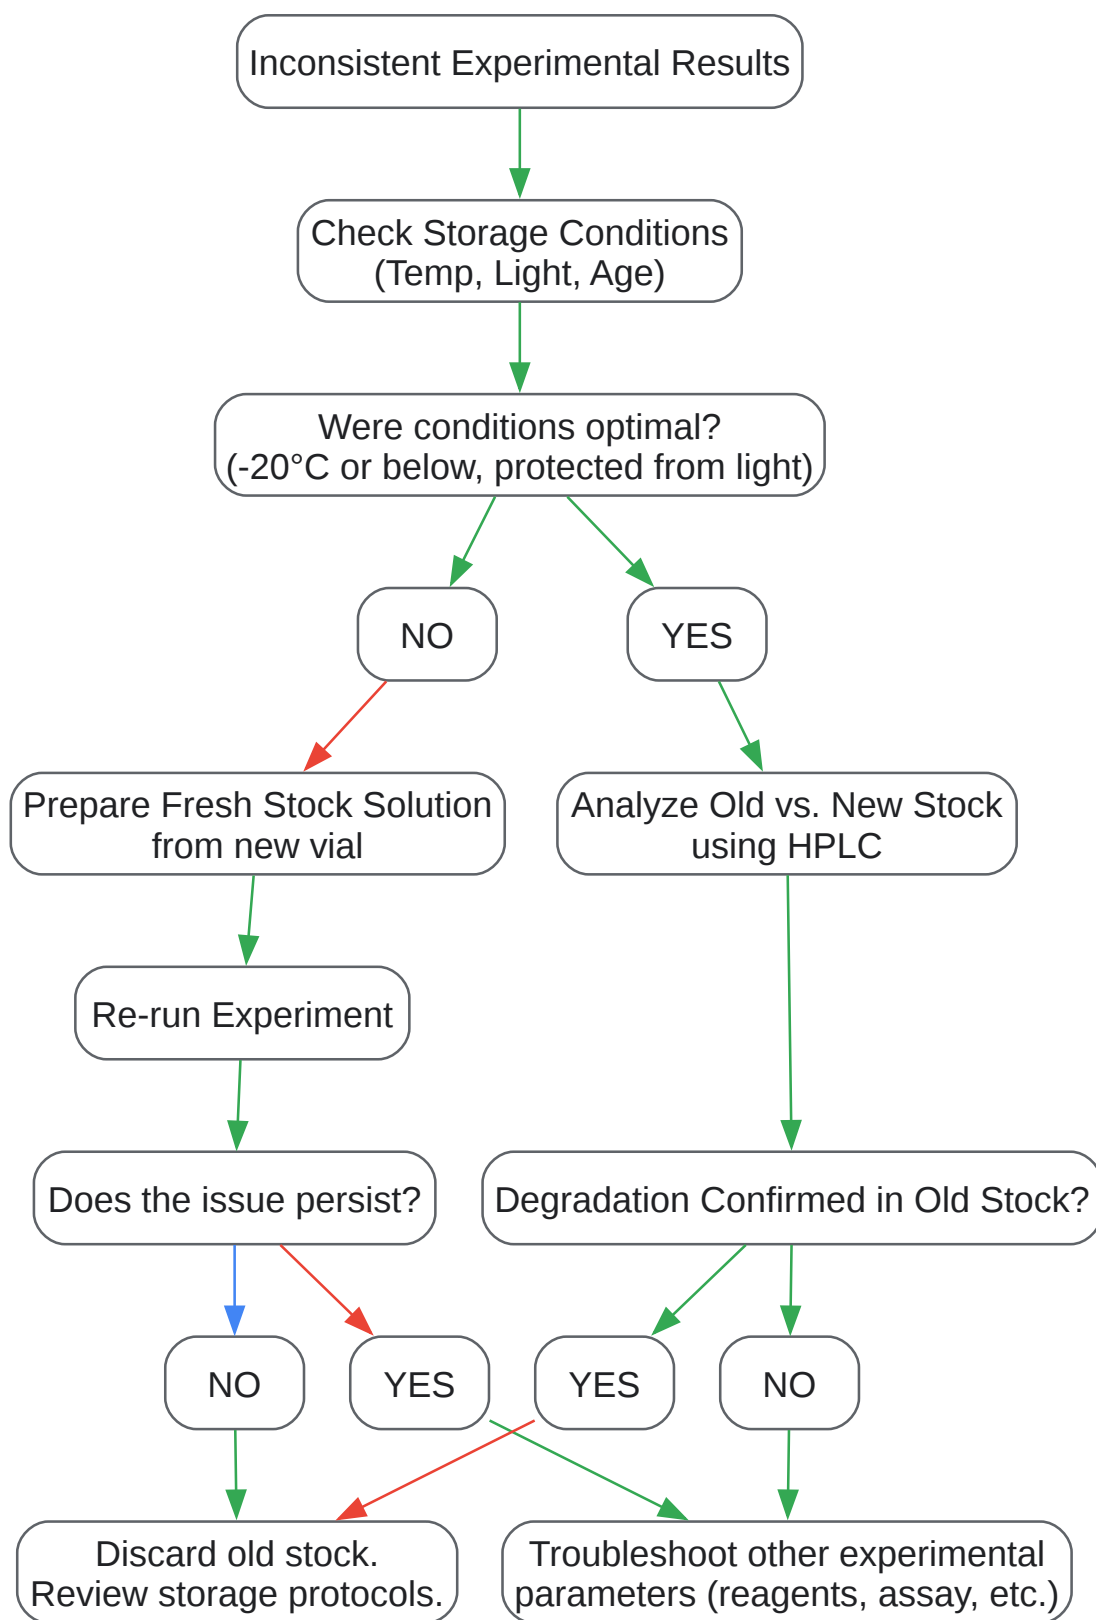 Inconsistent Experimental Results
Check Storage Conditions
(Temp, Light, Age)
Were conditions optimal?
(-20°C or below, protected from light)
NO
YES
Prepare Fresh Stock Solution
from new vial
Analyze Old vs. New Stock
using HPLC
Re-run Experiment
Does the issue persist?
Degradation Confirmed in Old Stock?
NO
YES
YES
NO
Discard old stock.
Review storage protocols.
Troubleshoot other experimental
parameters (reagents, assay, etc.)